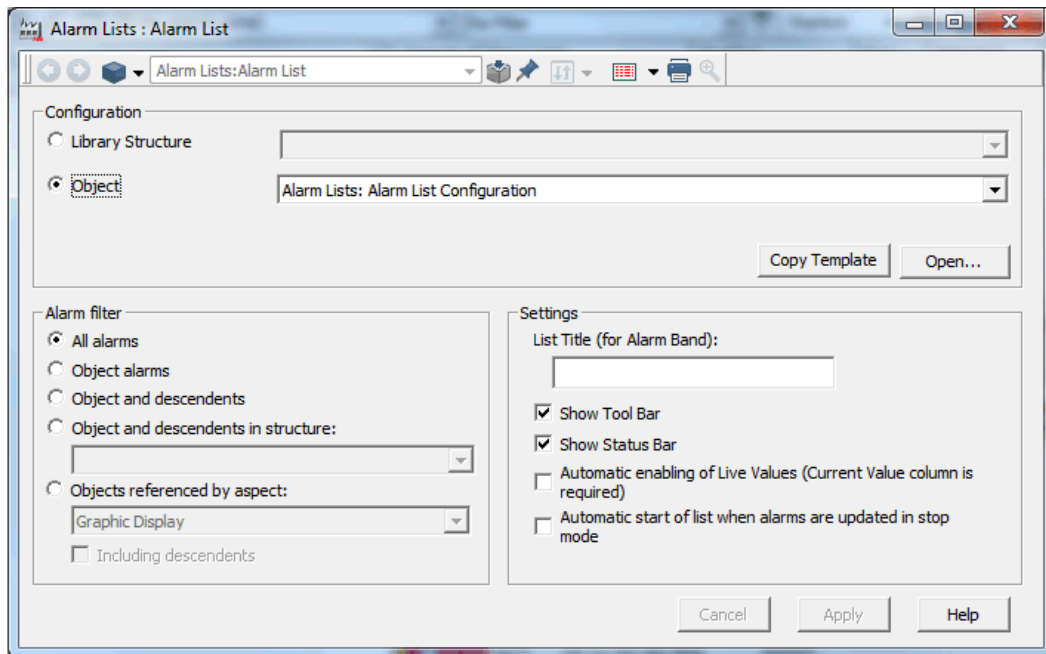 Alarm Lists : Alarm List
Alarm Lists:Alarm List
Configuration
Library Structure
Object
Alarm Lists: Alarm List Configuration
Copy Template
Open...
Alarm filter
All alarms
Object alarms
Object and descendents
Object and descendents in structure:
Objects referenced by aspect:
Graphic Display
Including descendents
Settings
List Title (for Alarm Band):
Show Tool Bar
Show Status Bar
Automatic enabling of Live Values (Current Value column is
required)
Automatic start of list when alarms are updated in stop
mode
Cancel
Apply
Help